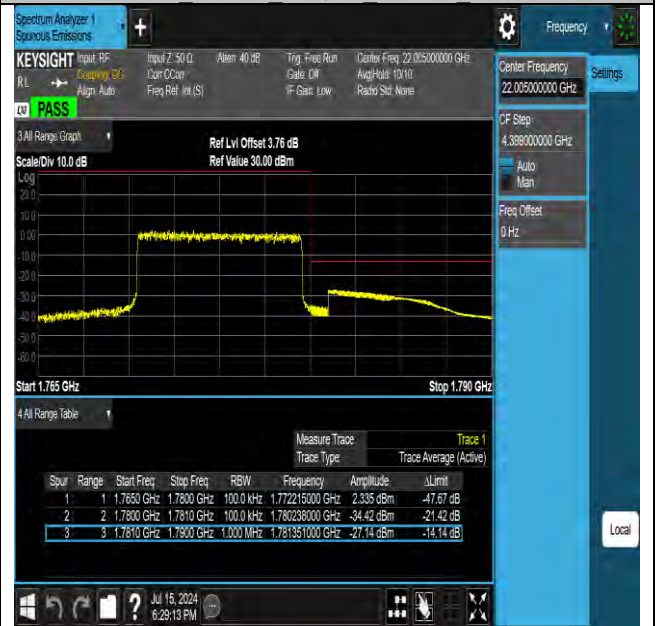 Spectrum Analyzer 1
Spurious Emissions
Frequency
KEYSIGHT Input: RF Input Z: 50 Ω Atten: 40 dB Trig: Free Run Center Freq: 22.005000000 GHz
RL Coupling: DC Corr CCorr Gate: Off Avg|Hold: 10/10
Align: Auto Freq Ref: Int (S) IF Gain: Low Radio Std: None
LXI PASS
Center Frequency
22.005000000 GHz
Settings
CF Step
4.399000000 GHz
Auto
Man
Freq Offset
0 Hz
3 All Range Graph
Ref Lvl Offset 3.76 dB
Scale/Div 10.0 dB Ref Value 30.00 dBm
Log
20.0
10.0
0.00
-10.0
-20.0
-30.0
-40.0
-50.0
-60.0
Start 1.765 GHz Stop 1.790 GHz
4 All Range Table
Measure Trace Trace 1
Trace Type Trace Average (Active)
Spur Range Start Freq Stop Freq RBW Frequency Amplitude ΔLimit
1 1 1.7650 GHz 1.7800 GHz 100.0 kHz 1.772215000 GHz 2.335 dBm -47.67 dB
2 2 1.7800 GHz 1.7810 GHz 100.0 kHz 1.780238000 GHz -34.42 dBm -21.42 dB
3 3 1.7810 GHz 1.7900 GHz 1.000 MHz 1.781351000 GHz -27.14 dBm -14.14 dB
Local
? Jul 15, 2024
6:29:13 PM